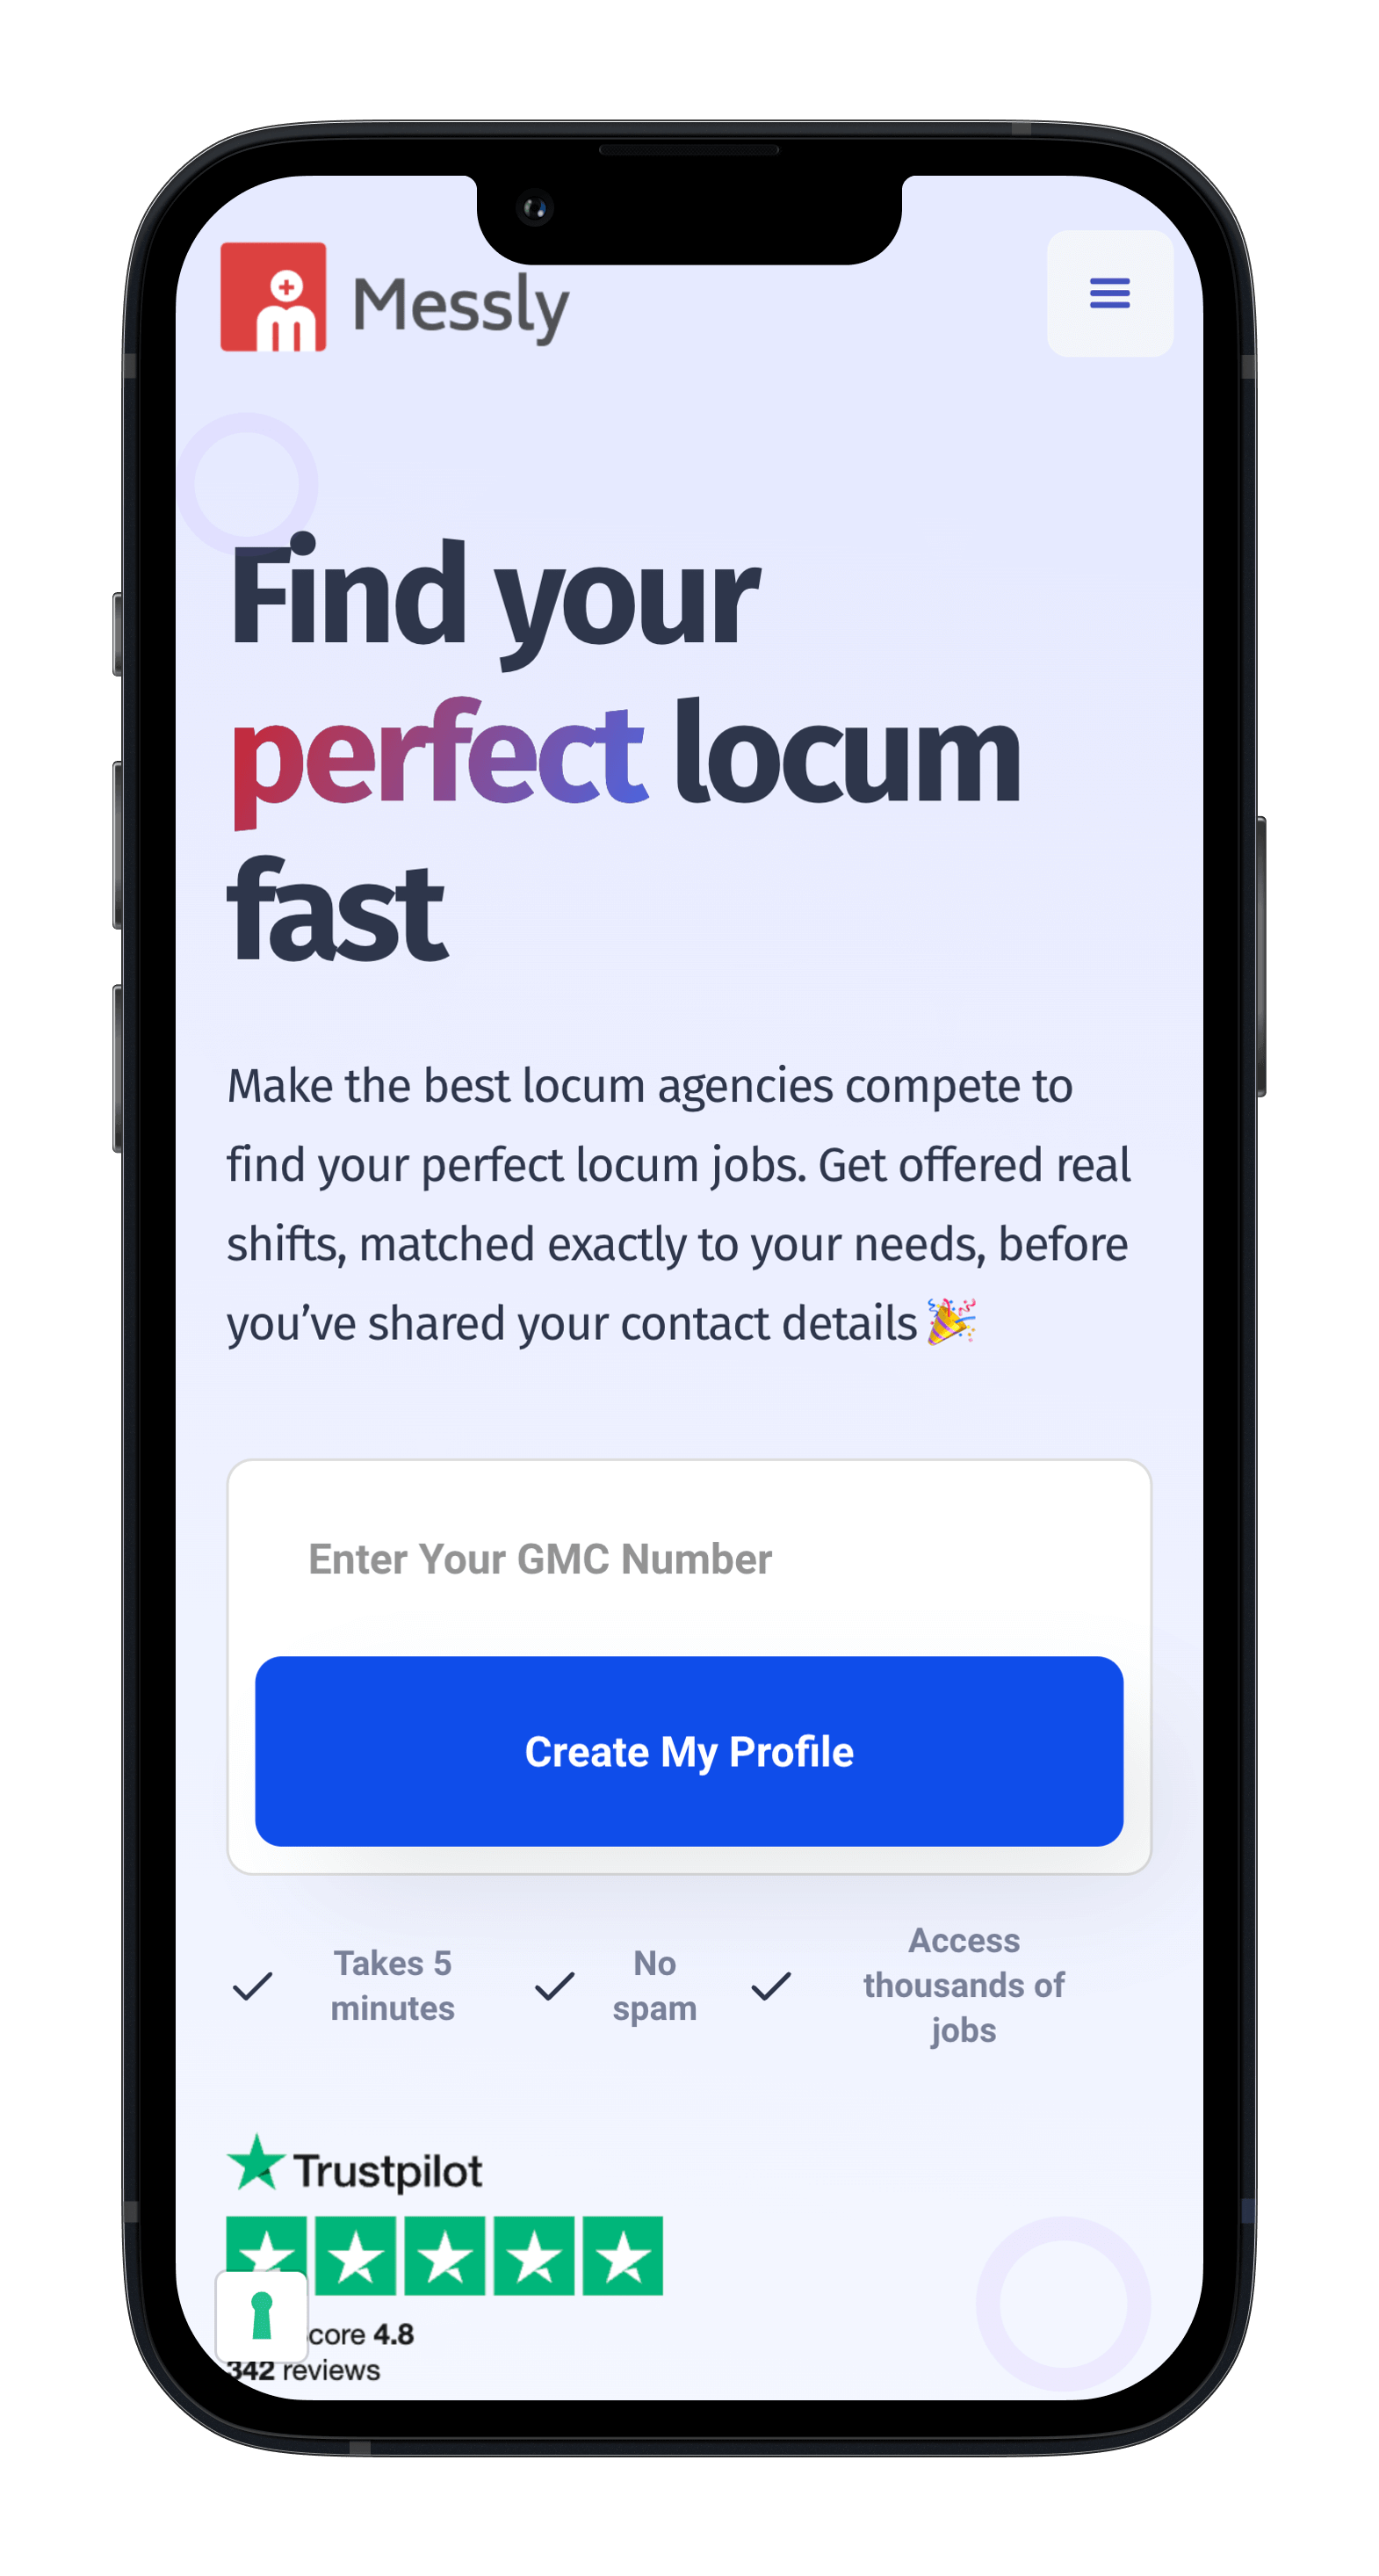 Messly
Find your
perfect locum
fast
Make the best locum agencies compete to
find your perfect locum jobs. Get offered real
shifts, matched exactly to your needs, before
you’ve shared your contact details 🎉
Enter Your GMC Number
Create My Profile
Takes 5
minutes
No
spam
Access
thousands of
jobs
Trustpilot
core 4.8
342 reviews